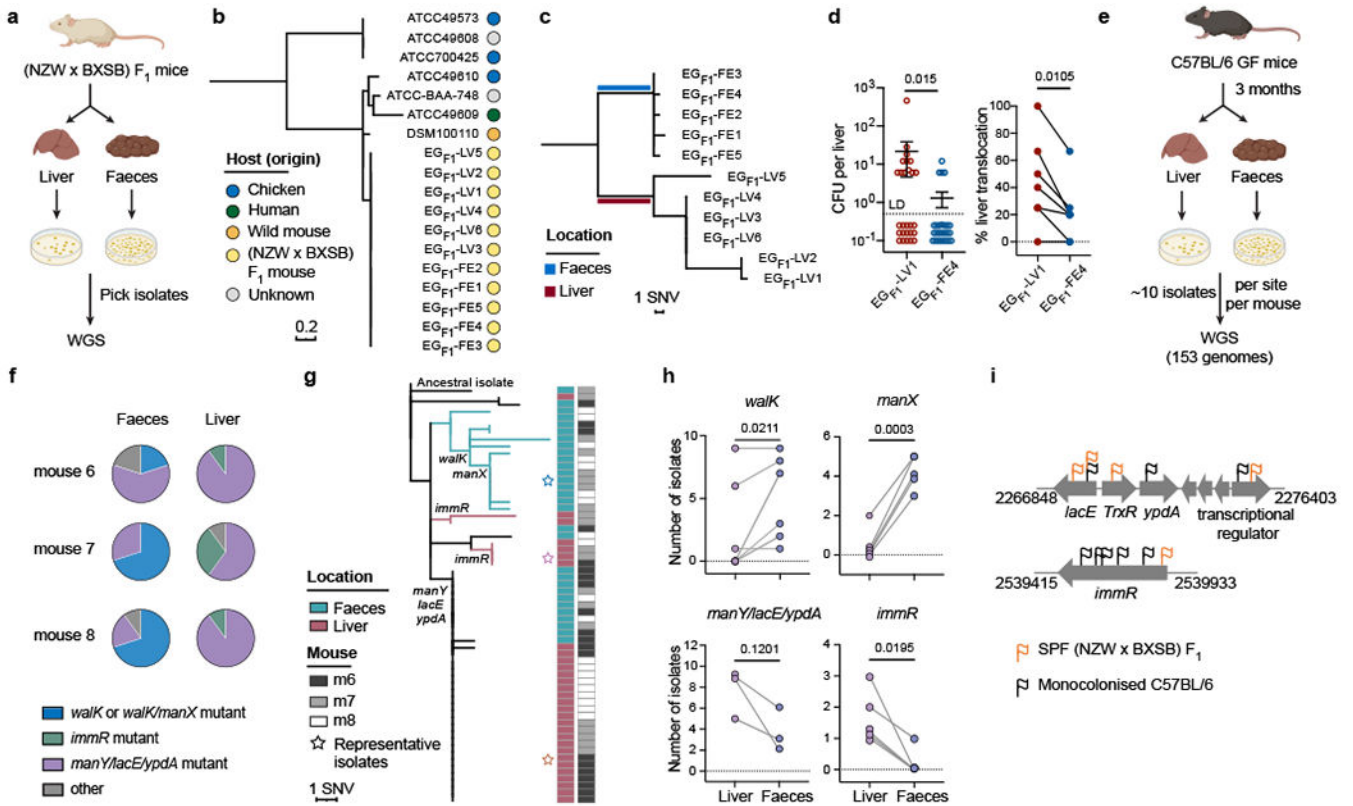 a
(NZW x BXSB) F1 mice
Liver
Faeces
Pick isolates
WGS
b
ATCC49573
ATCC49608
ATCC700425
ATCC49610
ATCC-BAA-748
ATCC49609
DSM100110
EGF1-LV5
EGF1-LV2
EGF1-LV1
EGF1-LV4
EGF1-LV6
EGF1-LV3
EGF1-FE2
EGF1-FE1
EGF1-FE5
EGF1-FE4
EGF1-FE3
Host (origin)
Chicken
Human
Wild mouse
(NZW x BXSB)
F1 mouse
Unknown
0.2
c
EGF1-FE3
EGF1-FE4
EGF1-FE2
EGF1-FE1
EGF1-FE5
EGF1-LV5
EGF1-LV4
EGF1-LV3
EGF1-LV6
EGF1-LV2
EGF1-LV1
Location
Faeces
Liver
1 SNV
d
0.015
CFU per liver
10^3
10^2
10^1
10^0
10^-1
LD
EGF1-LV1
EGF1-FE4
0.0105
% liver translocation
100
80
60
40
20
0
EGF1-LV1
EGF1-FE4
e
C57BL/6 GF mice
3 months
Liver
Faeces
~10 isolates
per site
per mouse
WGS
(153 genomes)
f
Faeces
Liver
mouse 6
mouse 7
mouse 8
walK or walK/manX mutant
immR mutant
manY/lacE/ypdA mutant
other
g
Ancestral isolate
walK
manX
immR
immR
manY
lacE
ypdA
Location
Faeces
Liver
Mouse
m6
m7
m8
Representative
isolates
1 SNV
h
walK
0.0211
Number of isolates
10
5
0
manX
0.0003
6
4
2
0
manY/lacE/ypdA
0.1201
Number of isolates
12
10
8
6
4
2
0
Liver
Faeces
immR
0.0195
4
3
2
1
0
Liver
Faeces
i
2266848
2276403
lacE
TrxR
ypdA
transcriptional
regulator
2539415
2539933
immR
SPF (NZW x BXSB) F1
Monocolonised C57BL/6